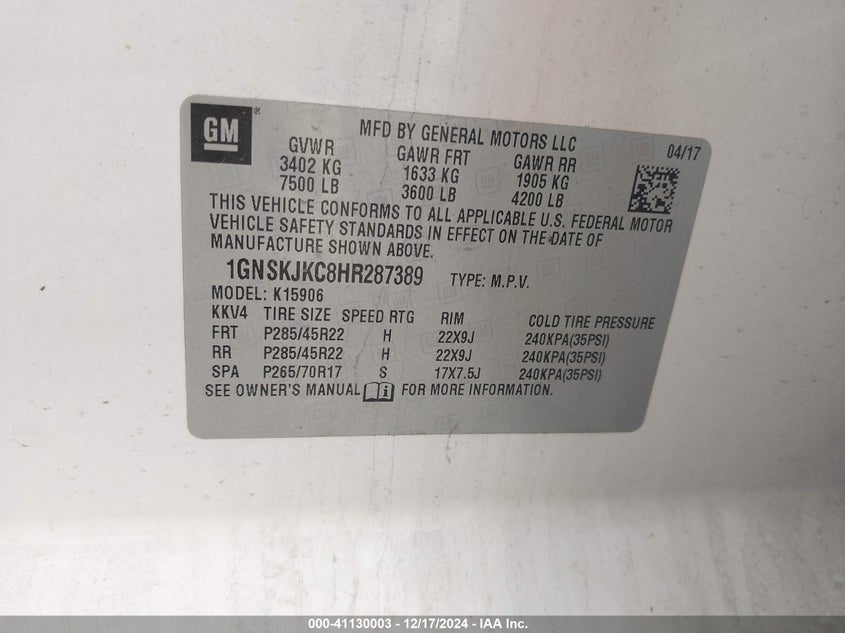 GM ®
MFD BY GENERAL MOTORS LLC 04/17
GVWR GAWR FRT GAWR RR
3402 KG 1633 KG 1905 KG
7500 LB 3600 LB 4200 LB
THIS VEHICLE CONFORMS TO ALL APPLICABLE U.S. FEDERAL MOTOR
VEHICLE SAFETY STANDARDS IN EFFECT ON THE DATE OF
MANUFACTURE SHOWN ABOVE.
1GNSKJKC8HR287389 TYPE: M.P.V.
MODEL: K15906
KKV4 TIRE SIZE SPEED RTG RIM COLD TIRE PRESSURE
FRT P285/45R22 H 22X9J 240KPA(35PSI)
RR P285/45R22 H 22X9J 240KPA(35PSI)
SPA P265/70R17 S 17X7.5J 240KPA(35PSI)
SEE OWNER'S MANUAL FOR MORE INFORMATION.
000-41130003 - 12/17/2024 - IAA Inc.